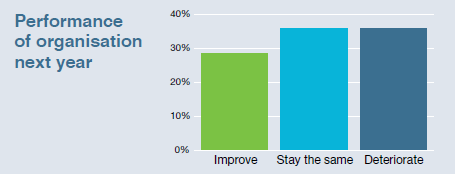 Performance
of organisation
next year
40%
30%
20%
10%
0%
Improve Stay the same Deteriorate